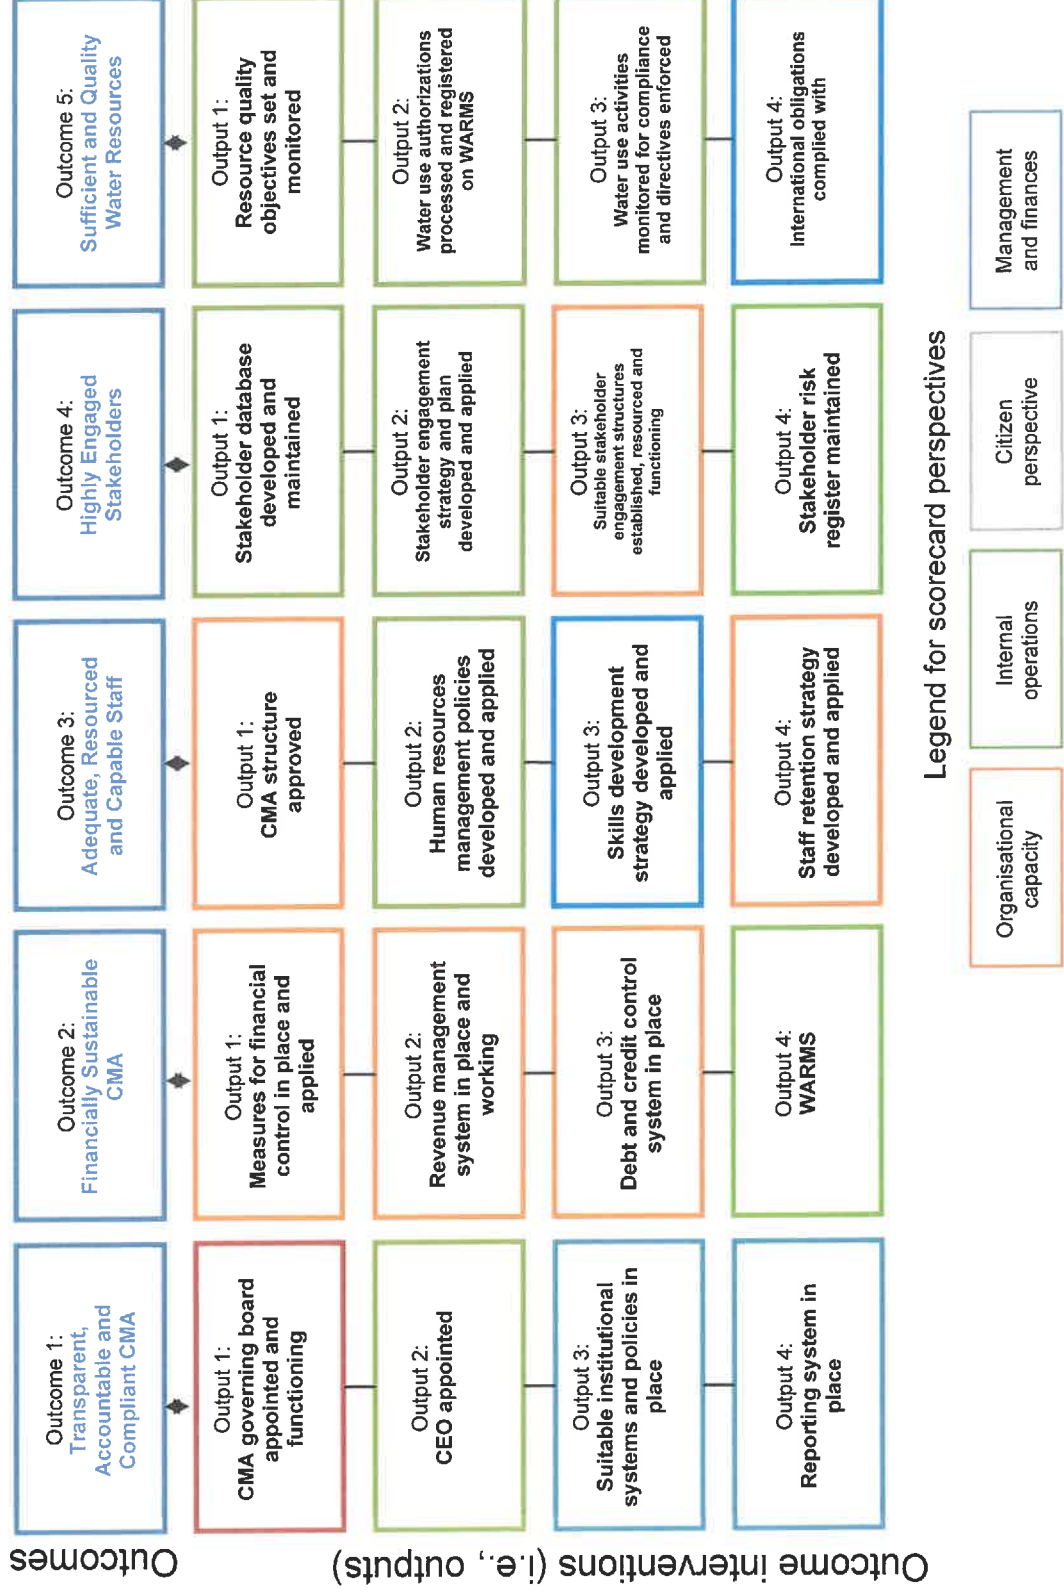 Outcomes
Outcome 1:
Transparent,
Accountable and
Compliant CMA
Outcome 2:
Financially Sustainable
CMA
Outcome 3:
Adequate, Resourced
and Capable Staff
Outcome 4:
Highly Engaged
Stakeholders
Outcome 5:
Sufficient and Quality
Water Resources
Outcome interventions (i.e., outputs)
Output 1:
CMA governing board
appointed and
functioning
Output 1:
Measures for financial
control in place and
applied
Output 1:
CMA structure
approved
Output 1:
Stakeholder database
developed and
maintained
Output 1:
Resource quality
objectives set and
monitored
Output 2:
CEO appointed
Output 2:
Revenue management
system in place and
working
Output 2:
Human resources
management policies
developed and applied
Output 2:
Stakeholder engagement
strategy and plan
developed and applied
Output 2:
Water use authorizations
processed and registered
on WARMS
Output 3:
Suitable institutional
systems and policies in
place
Output 3:
Debt and credit control
system in place
Output 3:
Skills development
strategy developed and
applied
Output 3:
Suitable stakeholder
engagement structures
established, resourced and
functioning
Output 3:
Water use activities
monitored for compliance
and directives enforced
Output 4:
Reporting system in
place
Output 4:
WARMS
Output 4:
Staff retention strategy
developed and applied
Output 4:
Stakeholder risk
register maintained
Output 4:
International obligations
complied with
Legend for scorecard perspectives
Organisational
capacity
Internal
operations
Citizen
perspective
Management
and finances